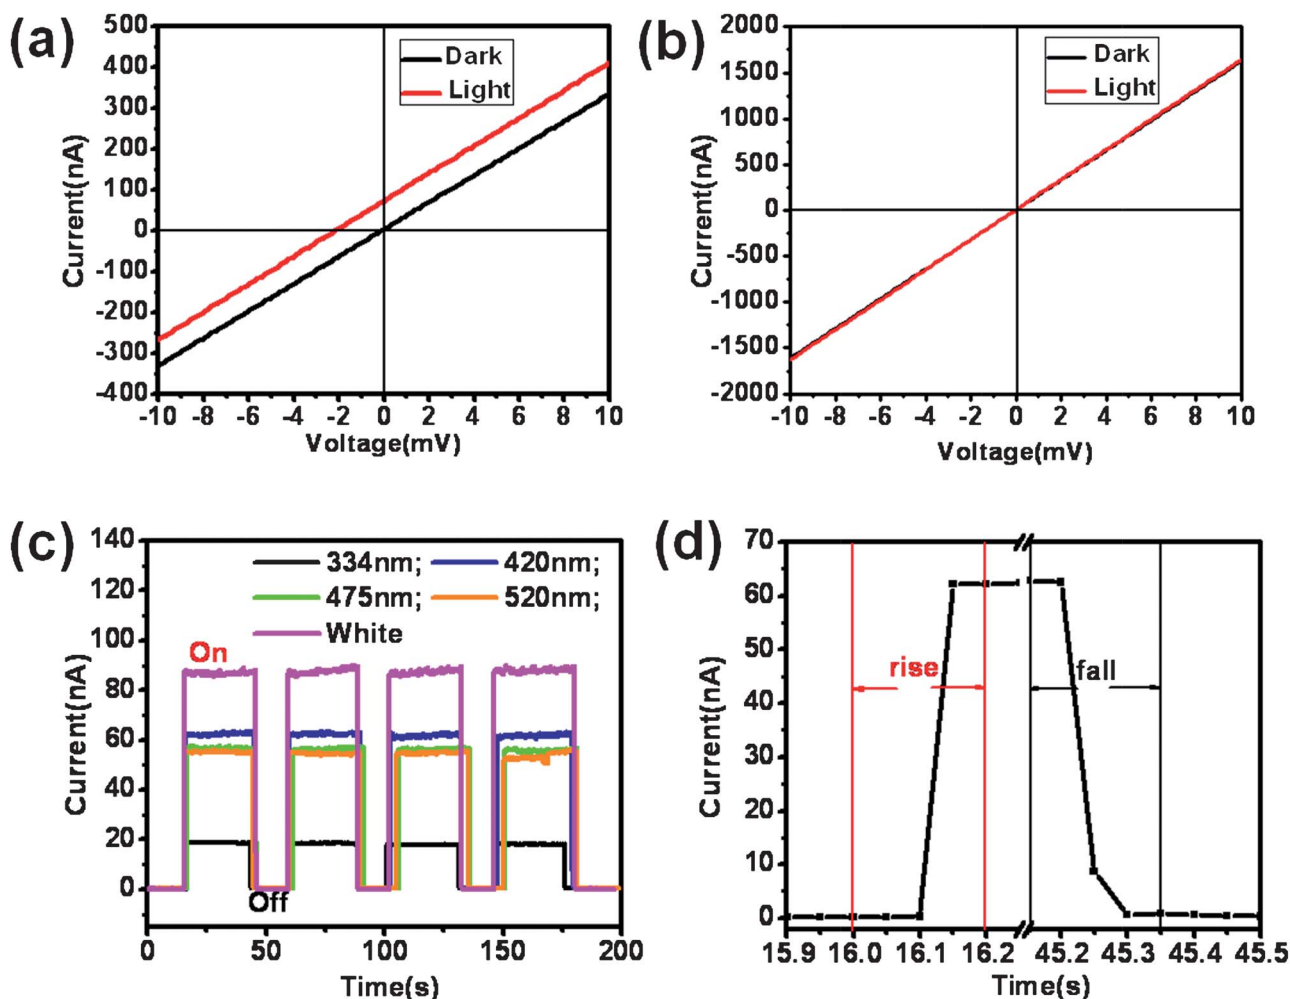 (a)
500
400
300
200
100
0
-100
-200
-300
-400
Current(nA)
Dark
Light
-10 -8 -6 -4 -2 0 2 4 6 8 10
Voltage(mV)
(b)
2000
1500
1000
500
0
-500
-1000
-1500
-2000
Current(nA)
Dark
Light
-10 -8 -6 -4 -2 0 2 4 6 8 10
Voltage(mV)
(c)
140
120
100
80
60
40
20
0
Current(nA)
334nm; 420nm;
475nm; 520nm;
White
On
Off
0 50 100 150 200
Time(s)
(d)
70
60
50
40
30
20
10
0
Current(nA)
rise
fall
15.9 16.0 16.1 16.2 45.2 45.3 45.4 45.5
Time(s)